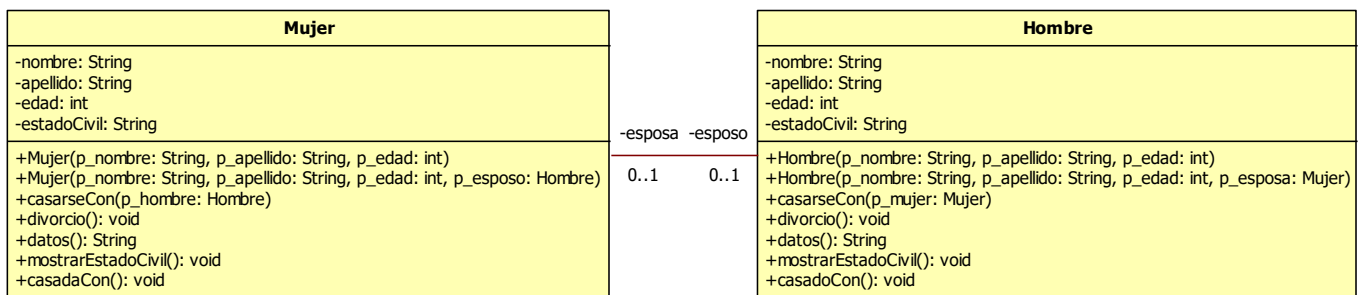 Mujer
-nombre: String
-apellido: String
-edad: int
-estadoCivil: String
+Mujer(p_nombre: String, p_apellido: String, p_edad: int)
+Mujer(p_nombre: String, p_apellido: String, p_edad: int, p_esposo: Hombre)
+casarseCon(p_hombre: Hombre)
+divorcio(): void
+datos(): String
+mostrarEstadoCivil(): void
+casadaCon(): void
-esposa -esposo
0..1 0..1
Hombre
-nombre: String
-apellido: String
-edad: int
-estadoCivil: String
+Hombre(p_nombre: String, p_apellido: String, p_edad: int)
+Hombre(p_nombre: String, p_apellido: String, p_edad: int, p_esposa: Mujer)
+casarseCon(p_mujer: Mujer)
+divorcio(): void
+datos(): String
+mostrarEstadoCivil(): void
+casadoCon(): void